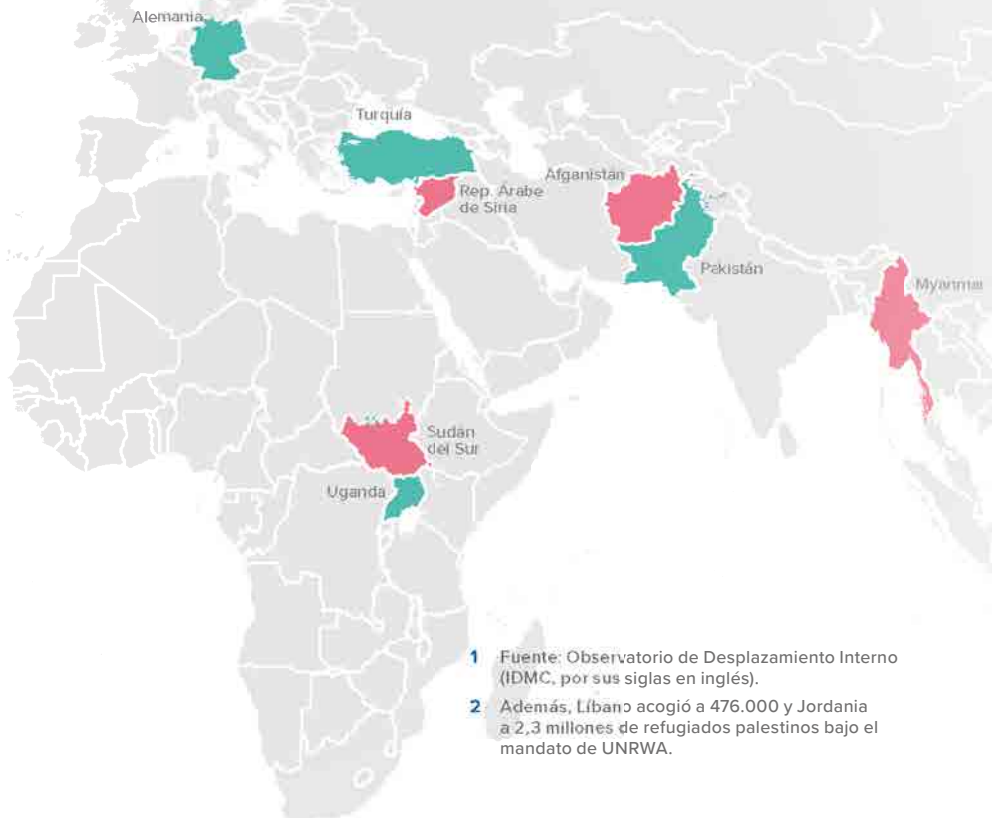 Alemania
Turquía
Rep. Árabe
de Siria
Afganistán
Pakistán
Myanmar
Sudán
del Sur
Uganda
1 Fuente: Observatorio de Desplazamiento Interno
(IDMC, por sus siglas en inglés).
2 Además, Líbano acogió a 476.000 y Jordania
a 2,3 millones de refugiados palestinos bajo el
mandato de UNRWA.